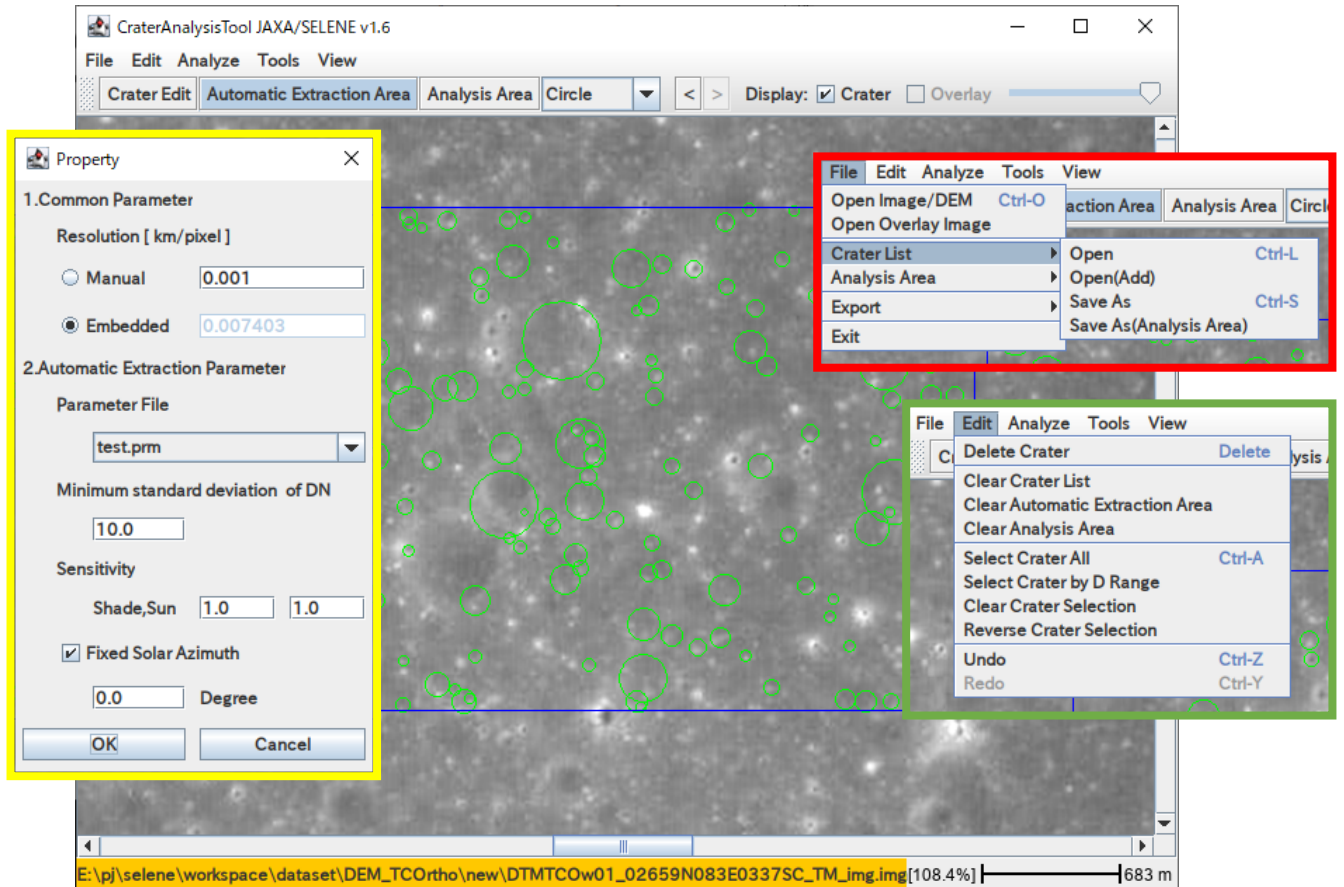 CraterAnalysisTool JAXA/SELENE v1.6
File Edit Analyze Tools View
Crater Edit Automatic Extraction Area Analysis Area Circle < > Display: Crater Overlay
Property
1.Common Parameter
Resolution [ km/pixel ]
Manual 0.001
Embedded 0.007403
2.Automatic Extraction Parameter
Parameter File
test.prm
Minimum standard deviation of DN
10.0
Sensitivity
Shade,Sun 1.0 1.0
Fixed Solar Azimuth
0.0 Degree
OK Cancel
File Edit Analyze Tools View
Open Image/DEM Ctrl-O
action Area Analysis Area Circl
Open Overlay Image
Crater List
Analysis Area
Export
Exit
Open Ctrl-L
Open(Add)
Save As Ctrl-S
Save As(Analysis Area)
File Edit Analyze Tools View
Delete Crater Delete
Clear Crater List
Clear Automatic Extraction Area
Clear Analysis Area
Select Crater All Ctrl-A
Select Crater by D Range
Clear Crater Selection
Reverse Crater Selection
Undo Ctrl-Z
Redo Ctrl-Y
E:\pj\selene\workspace\dataset\DEM_TCOrtho\new\DTMTCOw01_02659N083E0337SC_TM_img.img[108.4%] 683 m